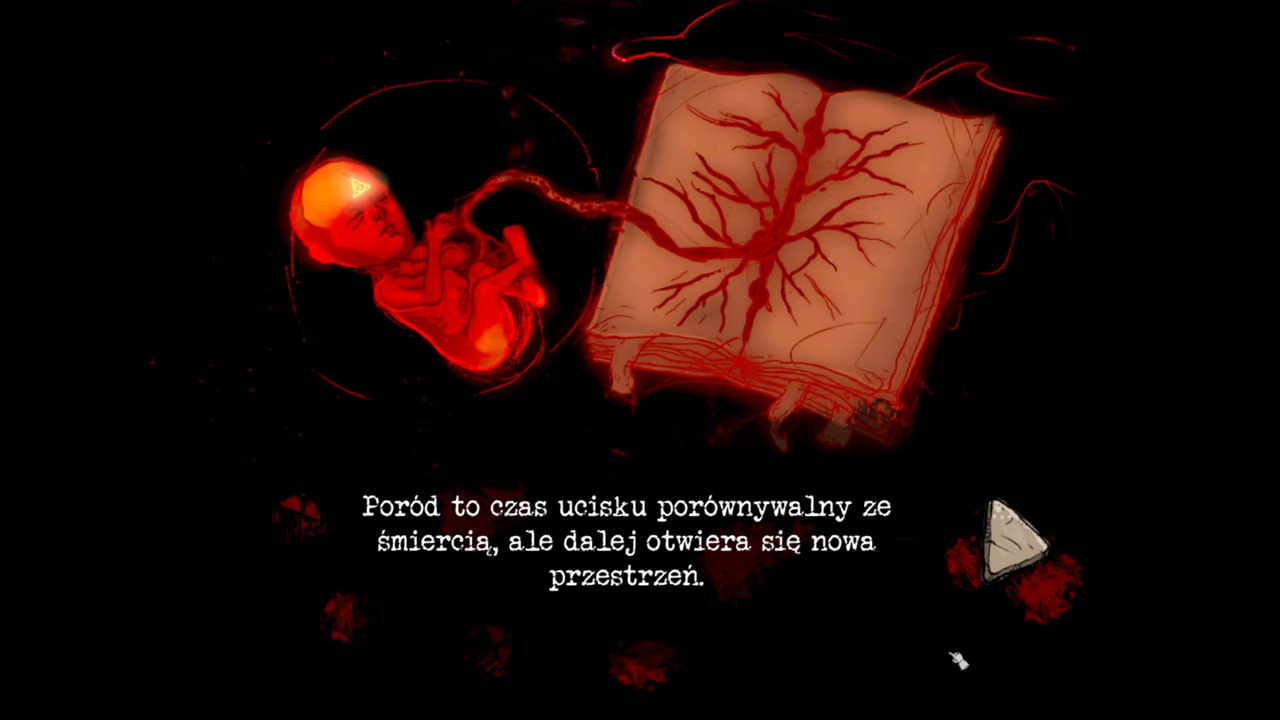 Poród to czas ucisku porównywalny ze
śmiercią, ale dalej otwiera się nowa
przestrzeń.